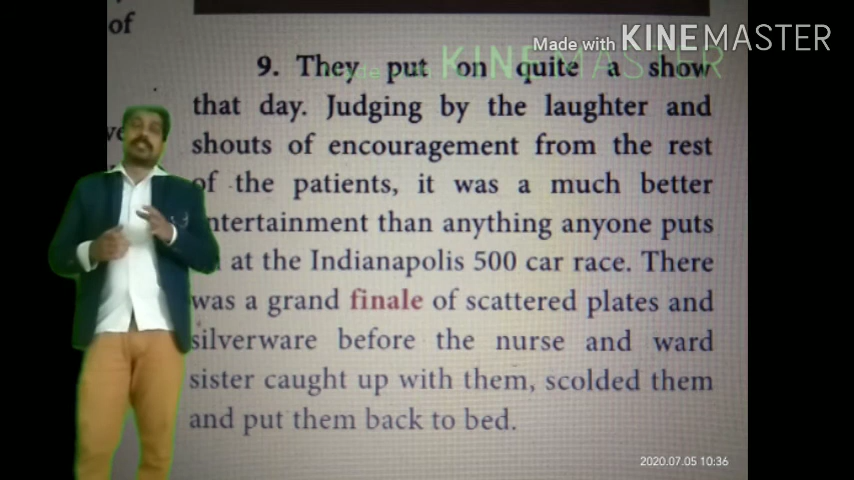 of
Made with KINEMASTER
9. They put on quite a show
that day. Judging by the laughter and
shouts of encouragement from the rest
of the patients, it was a much better
ntertainment than anything anyone puts
at the Indianapolis 500 car race. There
was a grand finale of scattered plates and
silverware before the nurse and ward
sister caught up with them, scolded them
and put them back to bed.
2020.07.05 10:36